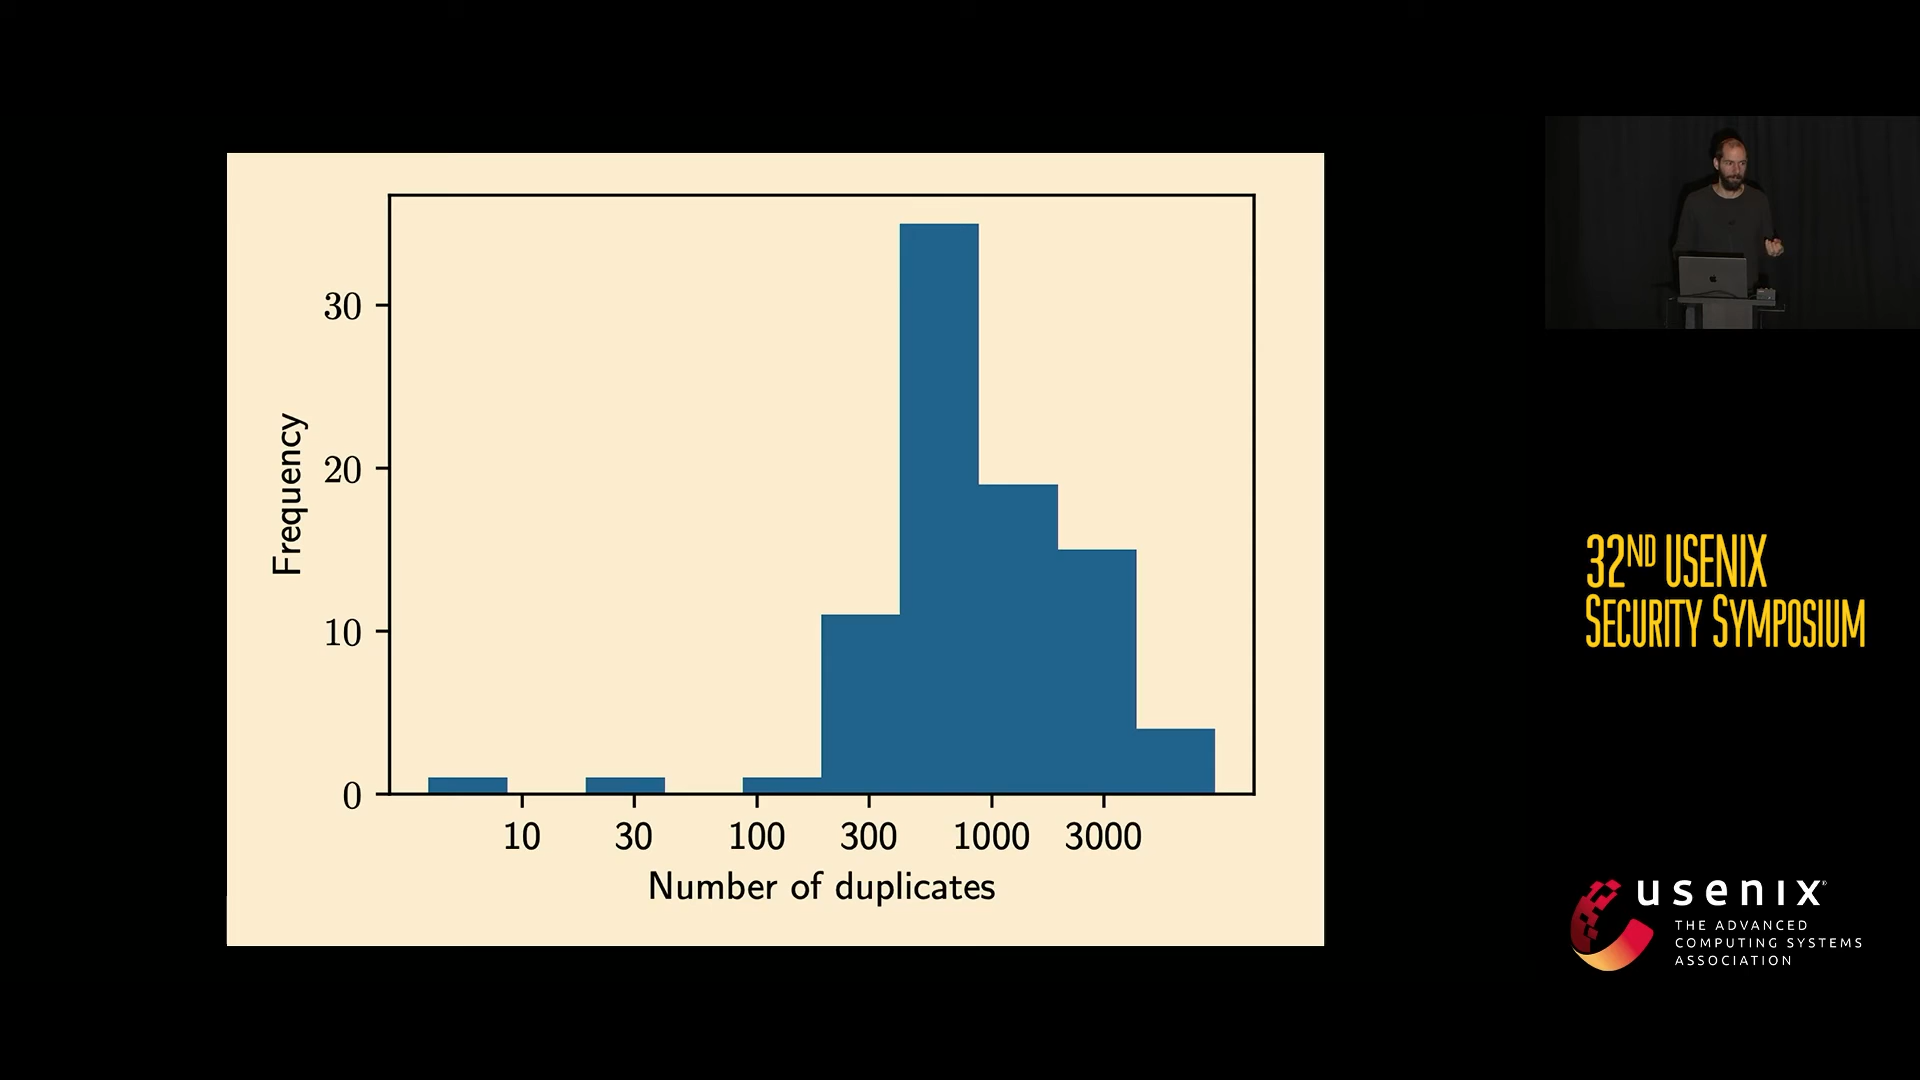 Frequency
30
20
10
0
10 30 100 300 1000 3000
Number of duplicates
32ND USENIX
SECURITY SYMPOSIUM
usenix®
THE ADVANCED
COMPUTING SYSTEMS
ASSOCIATION